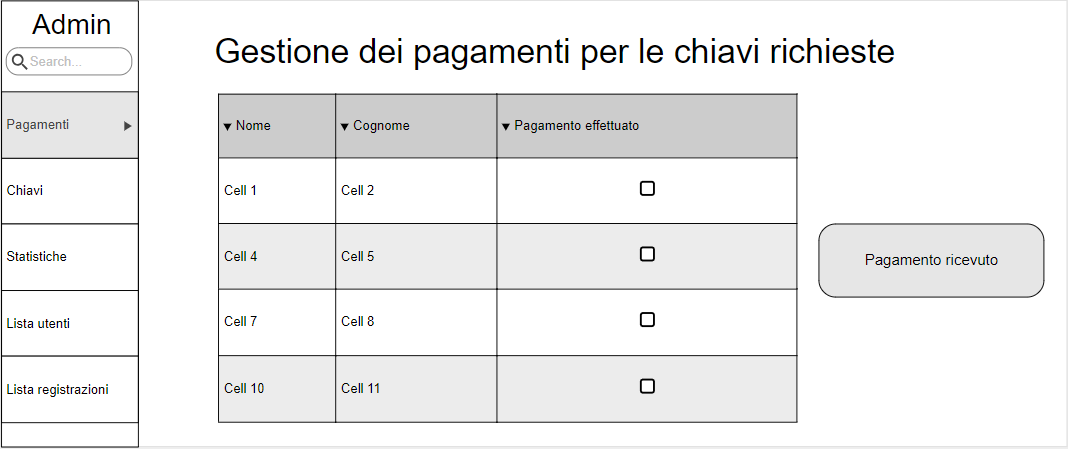 Admin
Search...
Pagamenti
Chiavi
Statistiche
Lista utenti
Lista registrazioni
Gestione dei pagamenti per le chiavi richieste
Nome Cognome Pagamento effettuato
Cell 1 Cell 2
Cell 4 Cell 5
Cell 7 Cell 8
Cell 10 Cell 11
Pagamento ricevuto